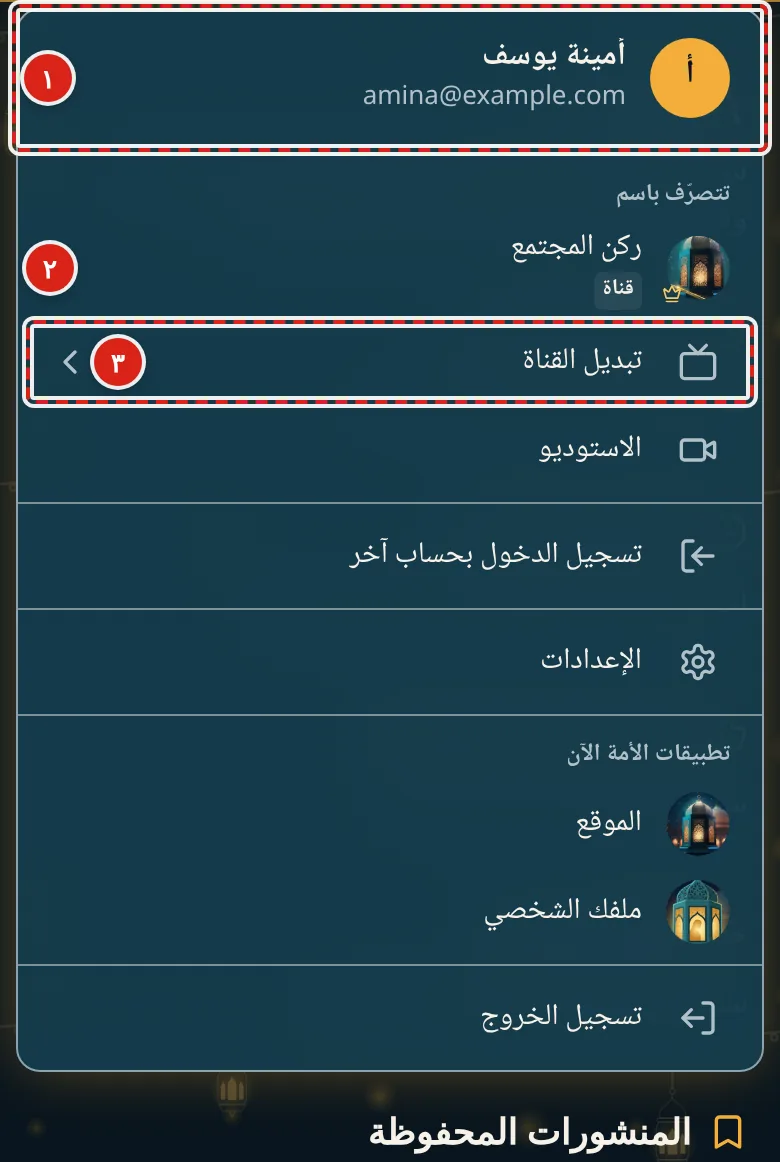 أمينة يوسف
أ
amina@example.com
١
تتصرّف باسم
ركن المجتمع
قناة
٢
تبديل القناة
٣
الاستوديو
تسجيل الدخول بحساب آخر
الإعدادات
تطبيقات الأمة الآن
الموقع
ملفك الشخصي
تسجيل الخروج
المنشورات المحفوظة